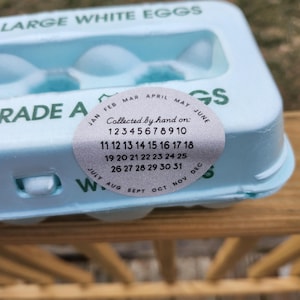 LARGE WHITE EGGS
RADE A EGGS
JAN FEB MAR APRIL MAY JUNE
Collected by hand on:
1 2 3 4 5 6 7 8 9 10
11 12 13 14 15 16 17 18
19 20 21 22 23 24 25
26 27 28 29 30 31
JULY AUG SEPT OCT NOV DEC